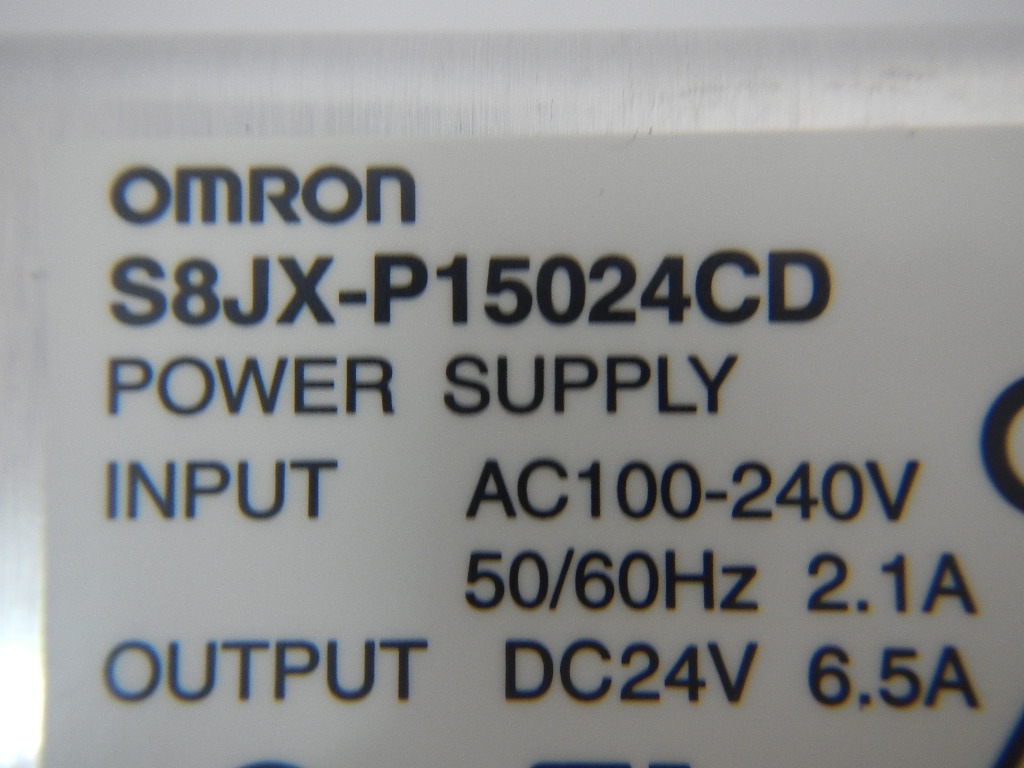 OMRON
S8JX-P15024CD
POWER SUPPLY
INPUT AC100-240V
50/60Hz 2.1A
OUTPUT DC24V 6.5A